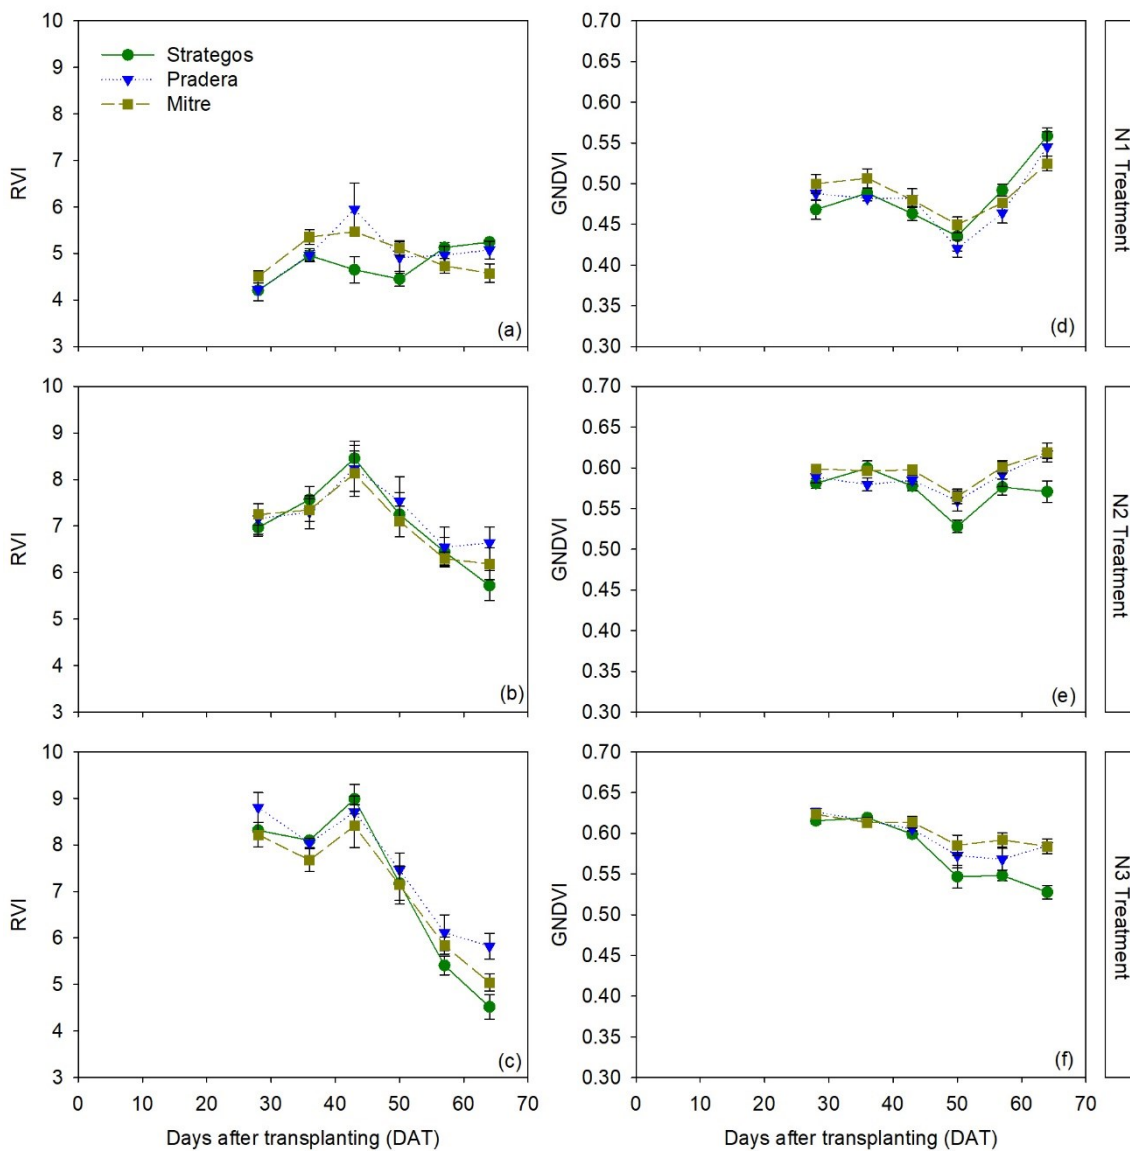 10
9
8
7
6
5
4
3
RVI
Strategos
Pradera
Mitre
(a)
0.70
0.65
0.60
0.55
0.50
0.45
0.40
0.35
0.30
GNDVI
(d)
N1 Treatment
10
9
8
7
6
5
4
3
RVI
(b)
0.70
0.65
0.60
0.55
0.50
0.45
0.40
0.35
0.30
GNDVI
(e)
N2 Treatment
10
9
8
7
6
5
4
3
RVI
(c)
0 10 20 30 40 50 60 70
Days after transplanting (DAT)
0.70
0.65
0.60
0.55
0.50
0.45
0.40
0.35
0.30
GNDVI
(f)
0 10 20 30 40 50 60 70
Days after transplanting (DAT)
N3 Treatment